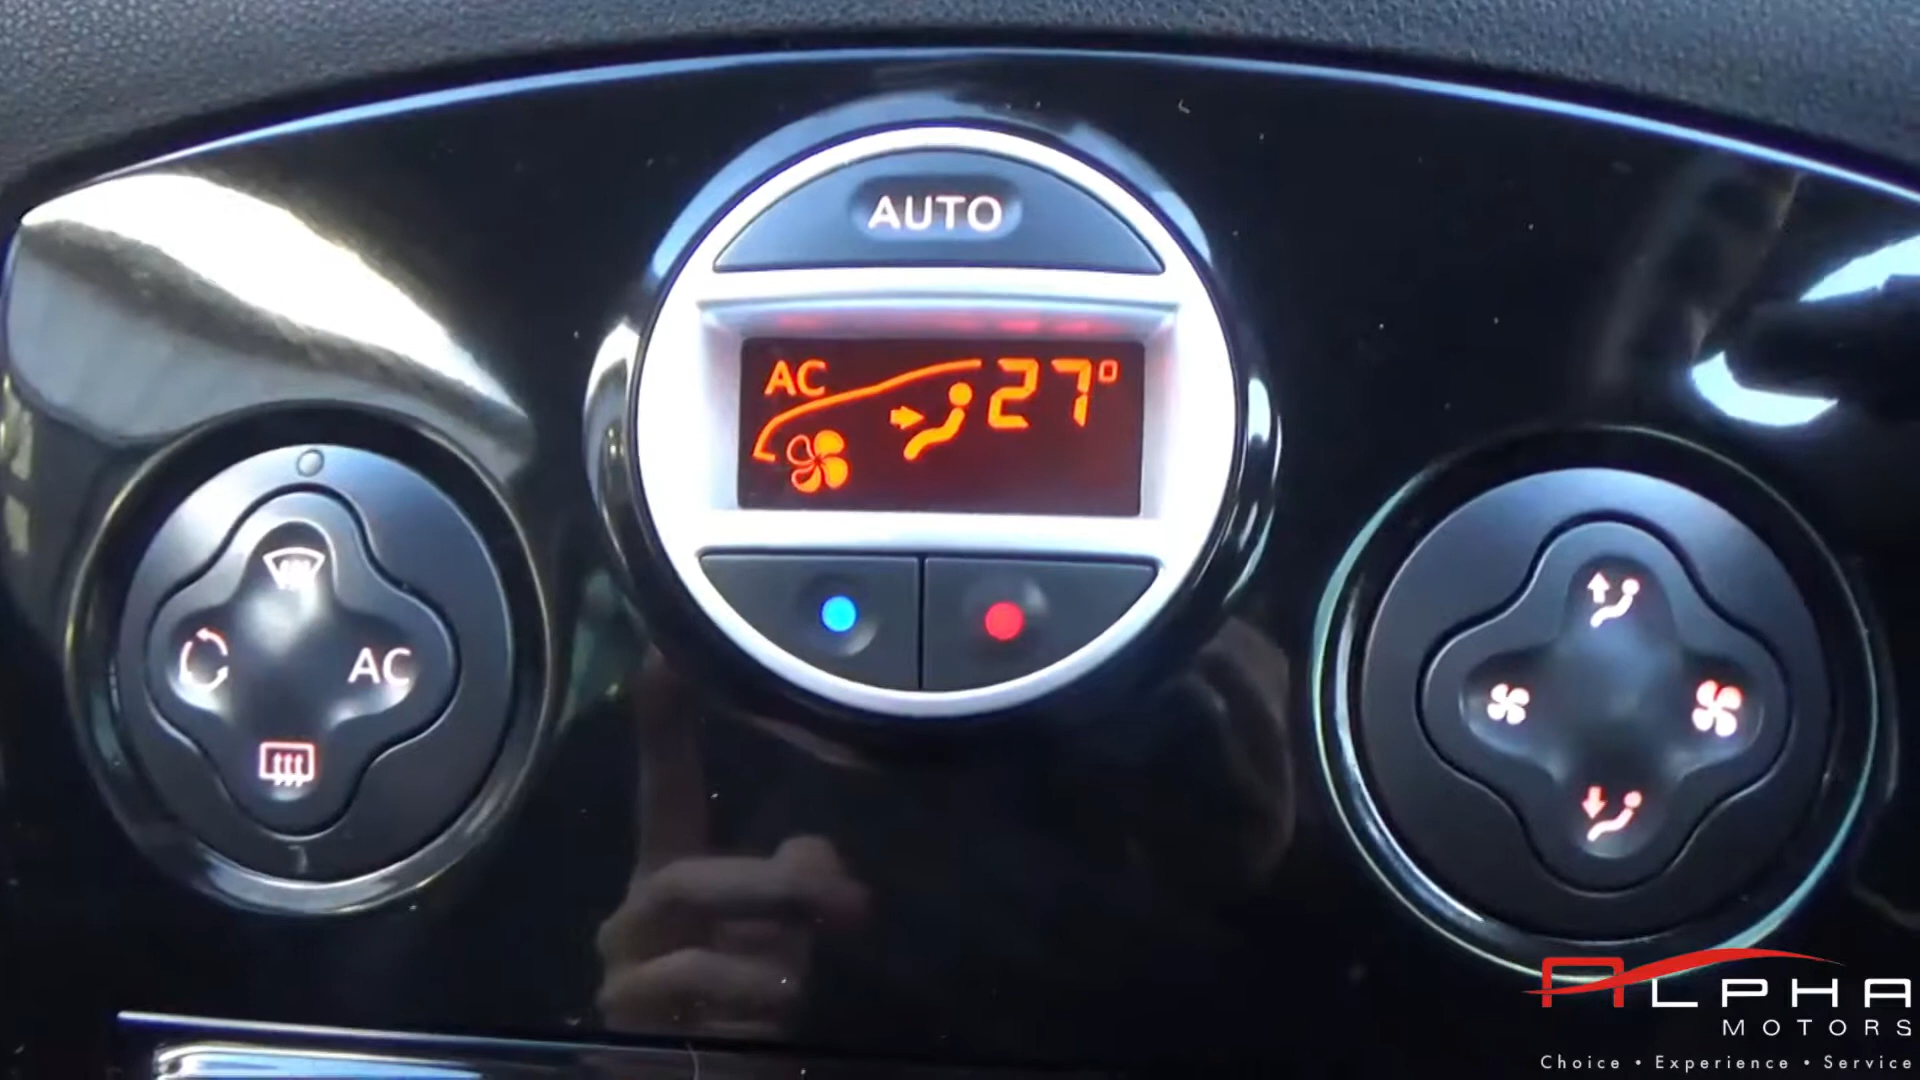 AUTO
AC
27°
AC
ALPHA
MOTORS
Choice • Experience • Service